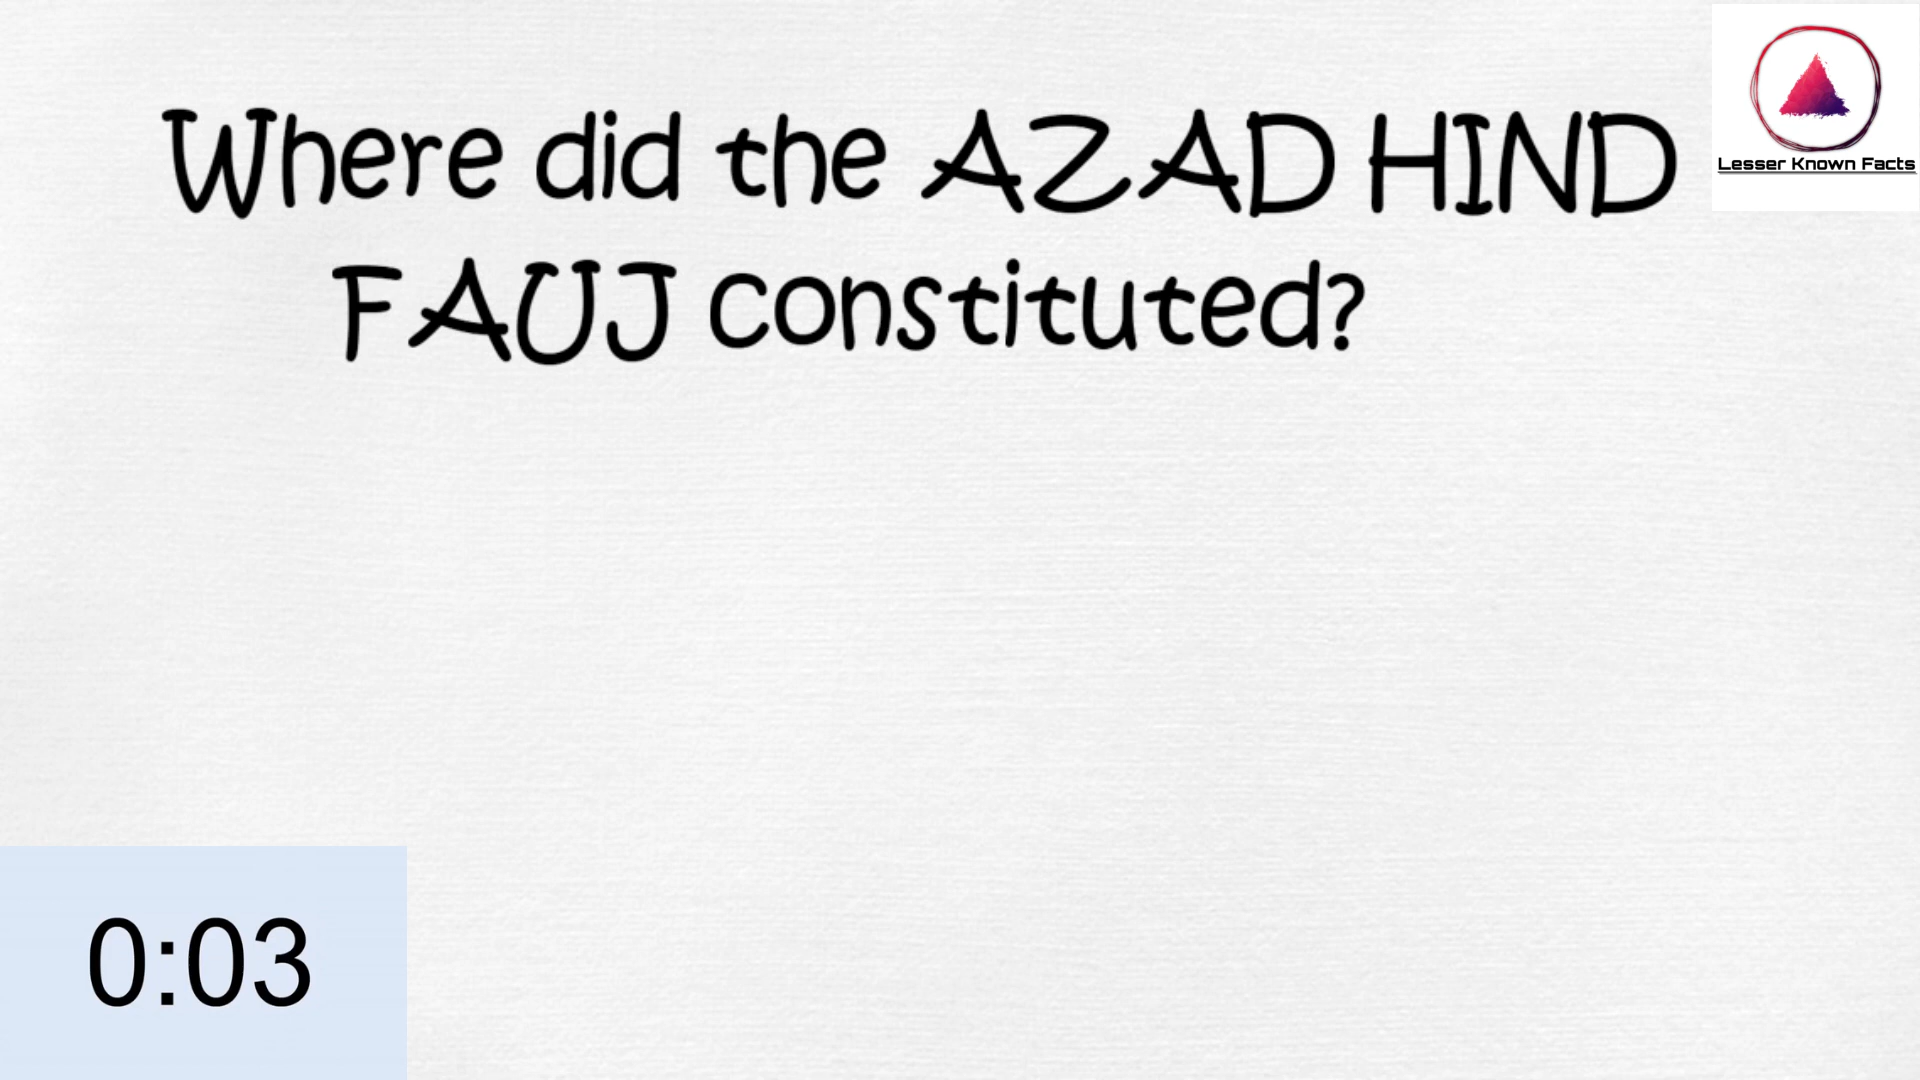 Where did the AZAD HIND
FAUJ constituted?
Lesser Known Facts
0:03